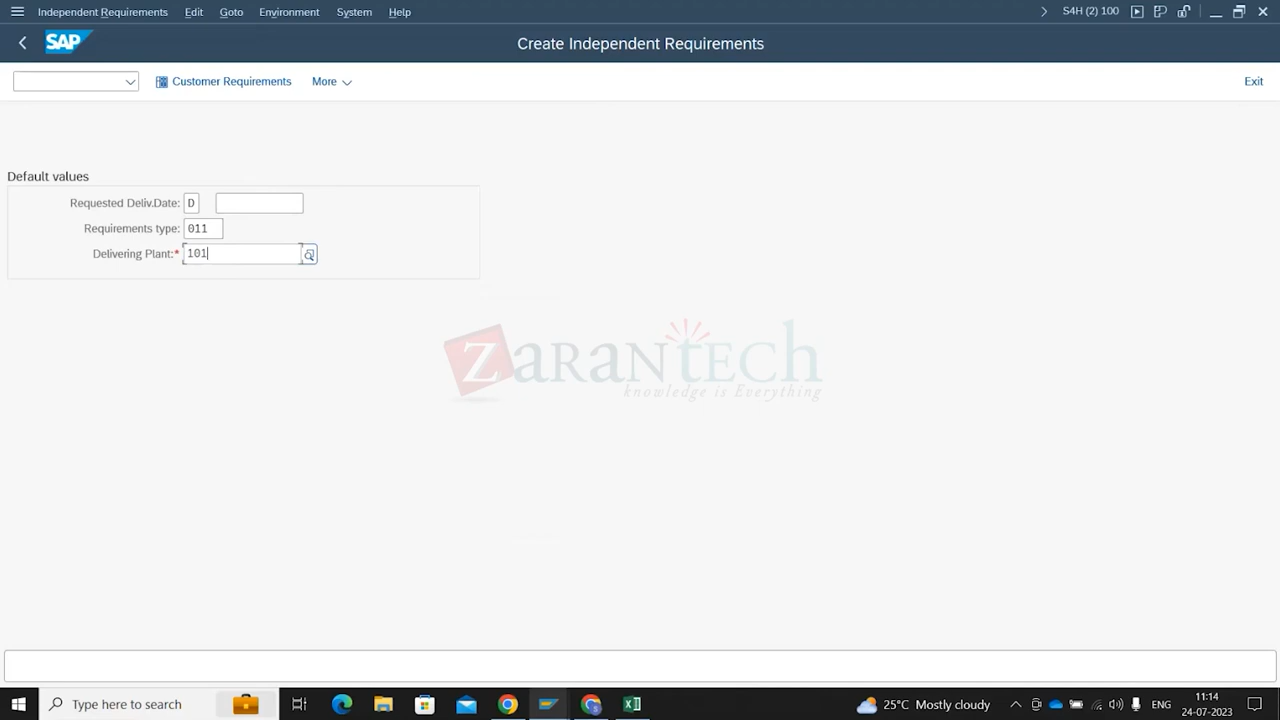 Independent Requirements Edit Goto Environment System Help S4H (2) 100
SAP Create Independent Requirements
Customer Requirements More Exit
Default values
Requested Deliv.Date: D
Requirements type: 011
Delivering Plant:* 101
ZARANTECH
knowledge is Everything
Type here to search 25°C Mostly cloudy ENG 11:14
24-07-2023